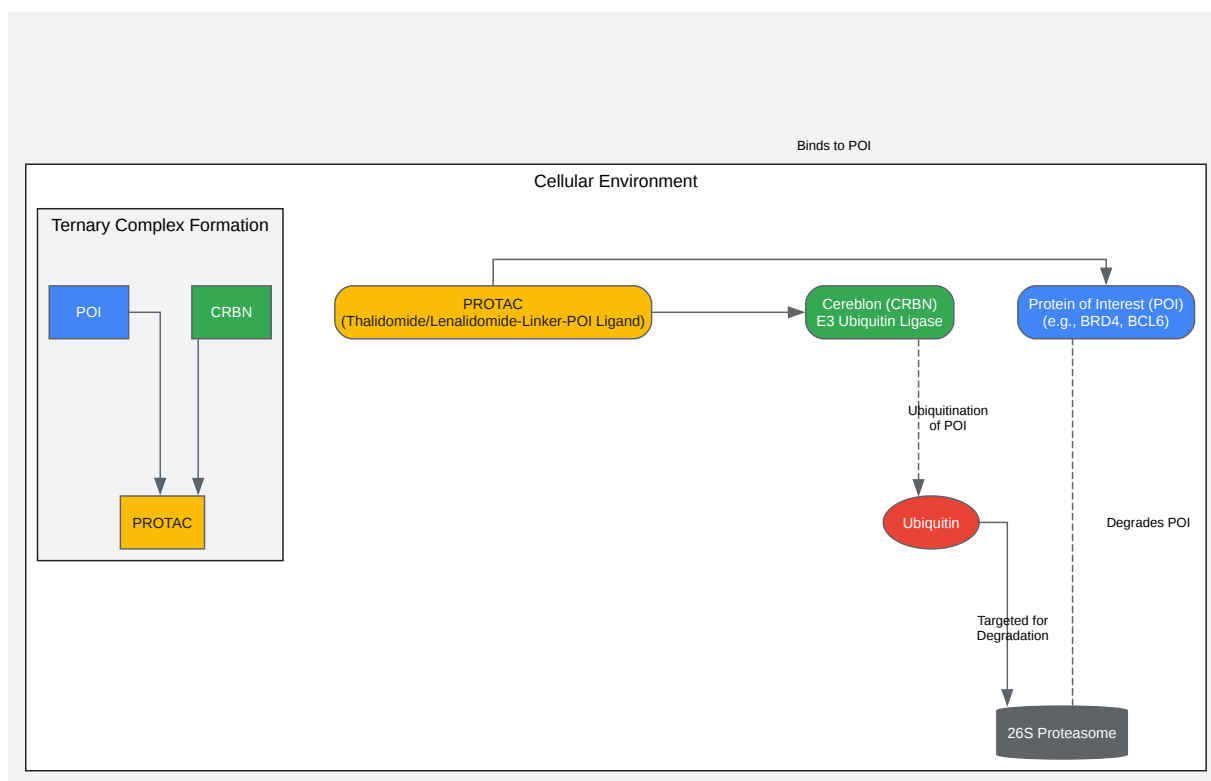 Binds to POI
Cellular Environment
Ternary Complex Formation
POI
CRBN
PROTAC
(Thalidomide/Lenalidomide-Linker-POI Ligand)
Cereblon (CRBN)
E3 Ubiquitin Ligase
Protein of Interest (POI)
(e.g., BRD4, BCL6)
Ubiquitination
of POI
PROTAC
Ubiquitin
Degrades POI
Targeted for
Degradation
26S Proteasome